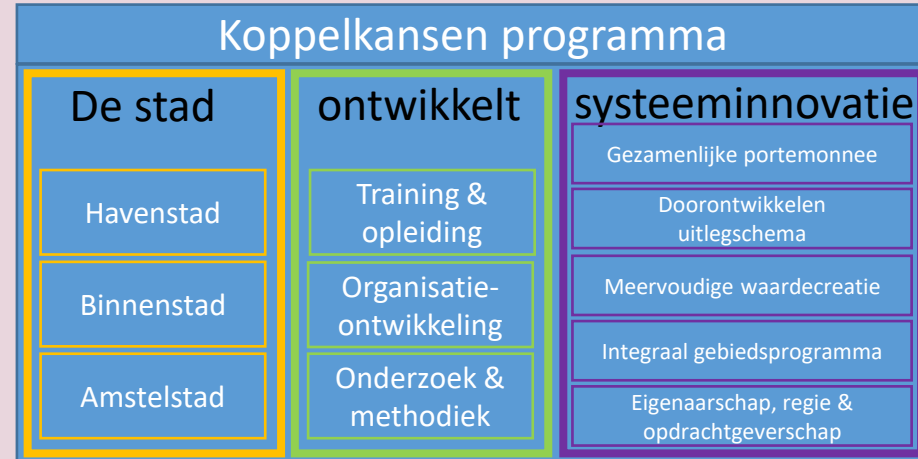 Koppelkansen programma
De stad
Havenstad
Binnenstad
Amstelstad
ontwikkelt
Training &
opleiding
Organisatie-
ontwikkeling
Onderzoek &
methodiek
systeeminnovatie
Gezamenlijke portemonnee
Doorontwikkelen
uitlegschema
Meervoudige waardecreatie
Integraal gebiedsprogramma
Eigenaarschap, regie &
opdrachtgeverschap